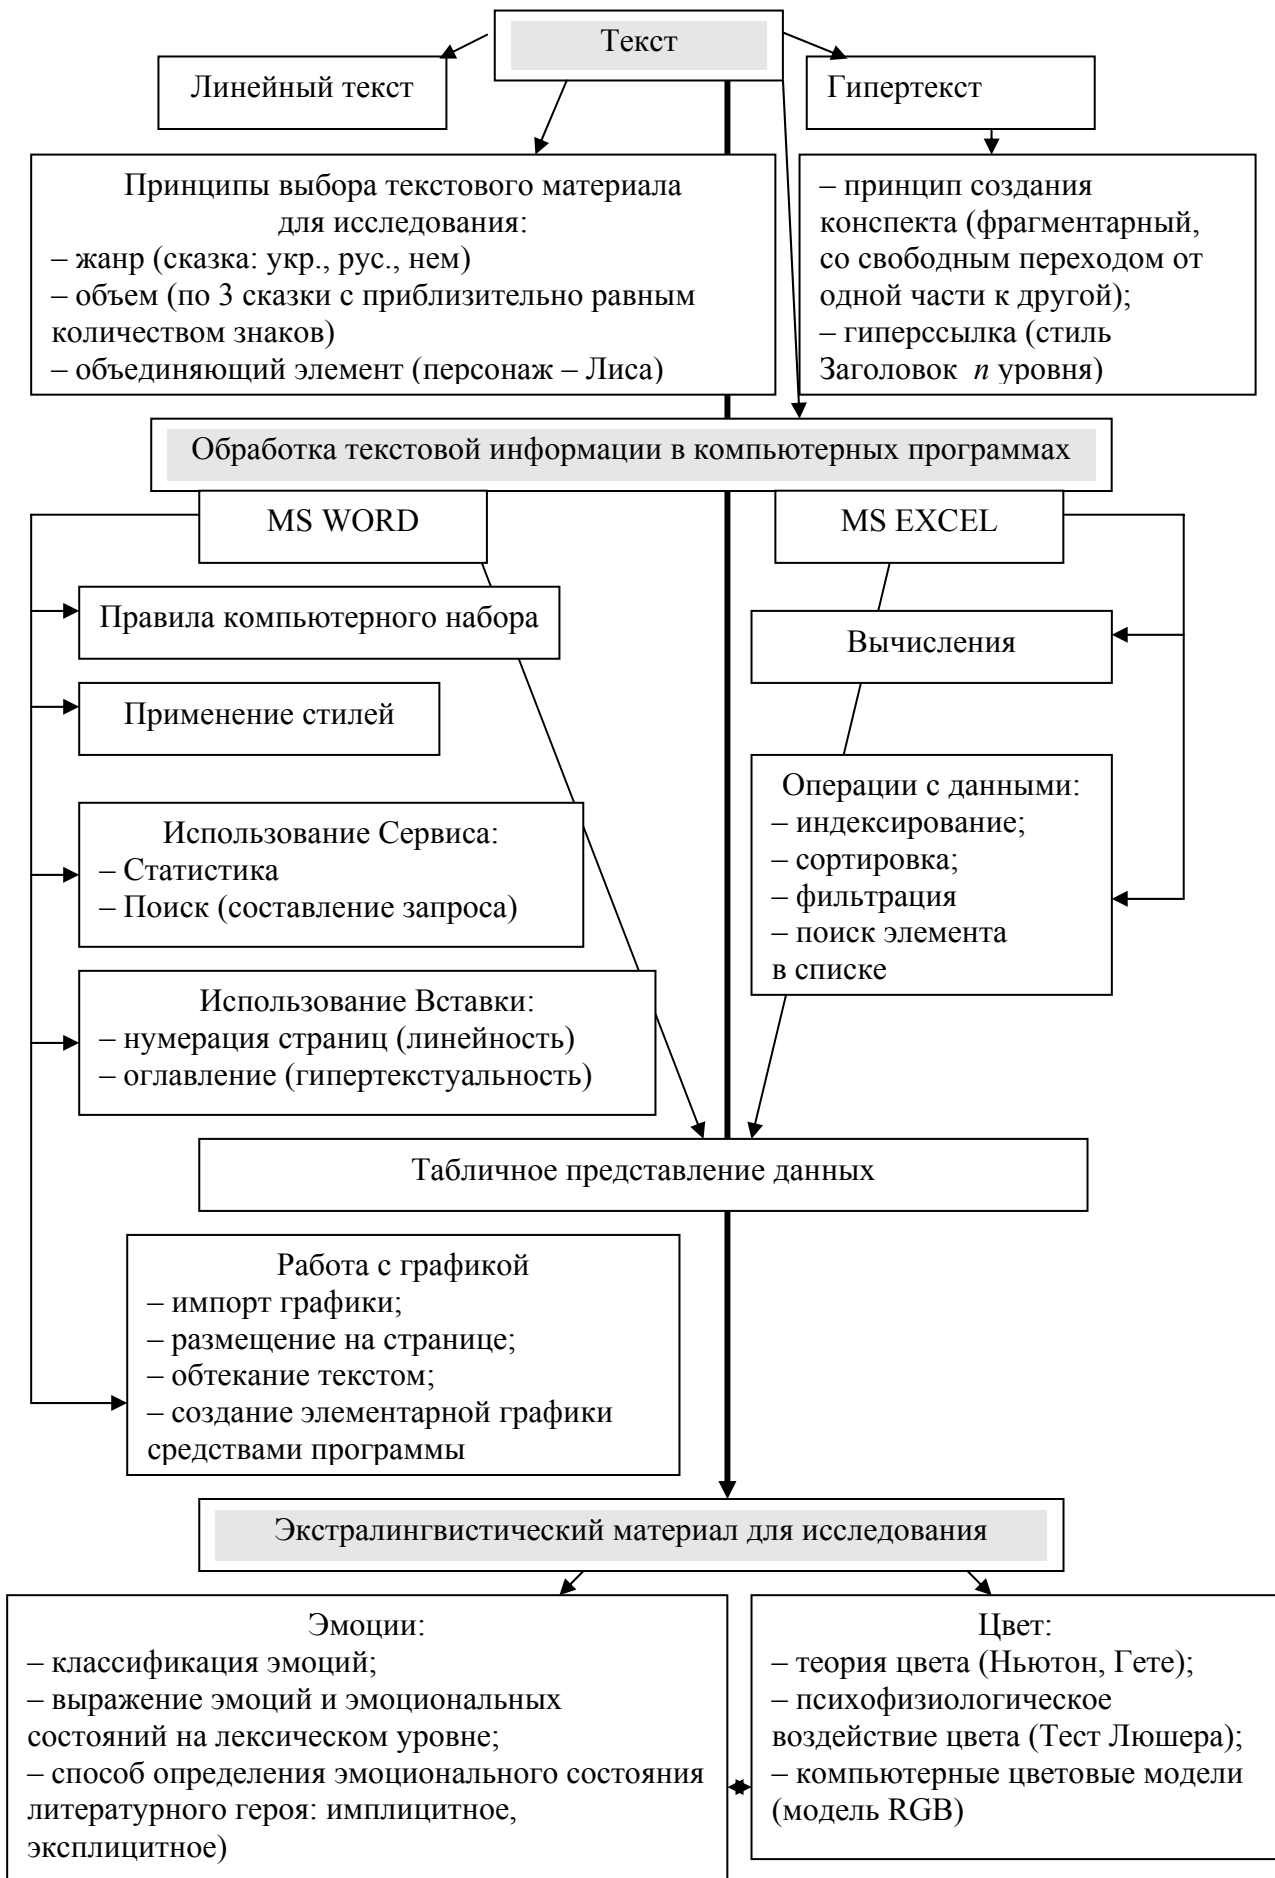 Текст
Линейный текст
Гипертекст
Принципы выбора текстового материала
для исследования:
– жанр (сказка: укр., рус., нем)
– объем (по 3 сказки с приблизительно равным
количеством знаков)
– объединяющий элемент (персонаж – Лиса)
– принцип создания
конспекта (фрагментарный,
со свободным переходом от
одной части к другой);
– гиперссылка (стиль
Заголовок n уровня)
Обработка текстовой информации в компьютерных программах
MS WORD
MS EXCEL
Правила компьютерного набора
Применение стилей
Использование Сервиса:
– Статистика
– Поиск (составление запроса)
Использование Вставки:
– нумерация страниц (линейность)
– оглавление (гипертекстуальность)
Вычисления
Операции с данными:
– индексирование;
– сортировка;
– фильтрация
– поиск элемента
в списке
Табличное представление данных
Работа с графикой
– импорт графики;
– размещение на странице;
– обтекание текстом;
– создание элементарной графики
средствами программы
Экстралингвистический материал для исследования
Эмоции:
– классификация эмоций;
– выражение эмоций и эмоциональных
состояний на лексическом уровне;
– способ определения эмоционального состояния
литературного героя: имплицитное,
эксплицитное)
Цвет:
– теория цвета (Ньютон, Гете);
– психофизиологическое
воздействие цвета (Тест Люшера);
– компьютерные цветовые модели
(модель RGB)